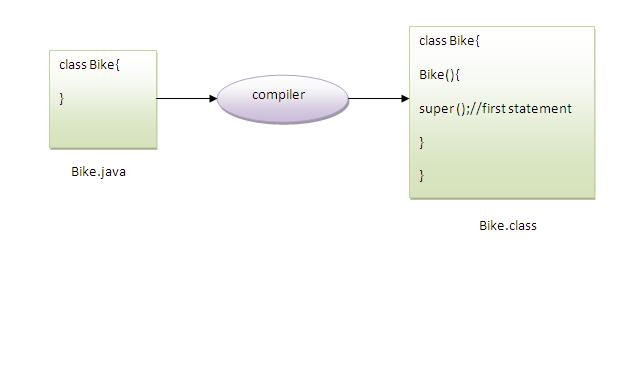 class Bike{
}
Bike.java
compiler
class Bike{
Bike(){
super();//first statement
}
}
Bike.class